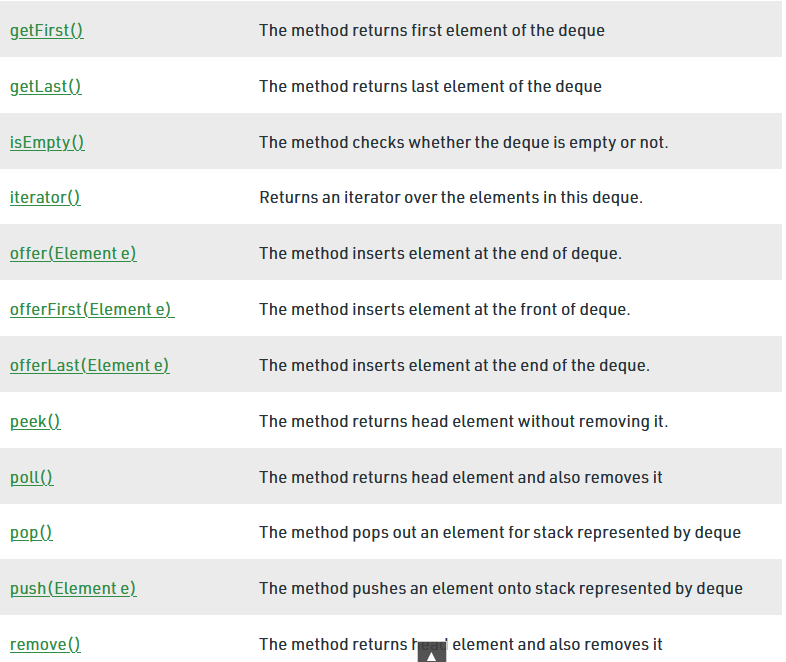 getFirst() The method returns first element of the deque
getLast() The method returns last element of the deque
isEmpty() The method checks whether the deque is empty or not.
iterator() Returns an iterator over the elements in this deque.
offer(Element e) The method inserts element at the end of deque.
offerFirst(Element e) The method inserts element at the front of deque.
offerLast(Element e) The method inserts element at the end of the deque.
peek() The method returns head element without removing it.
poll() The method returns head element and also removes it
pop() The method pops out an element for stack represented by deque
push(Element e) The method pushes an element onto stack represented by deque
remove() The method returns head element and also removes it